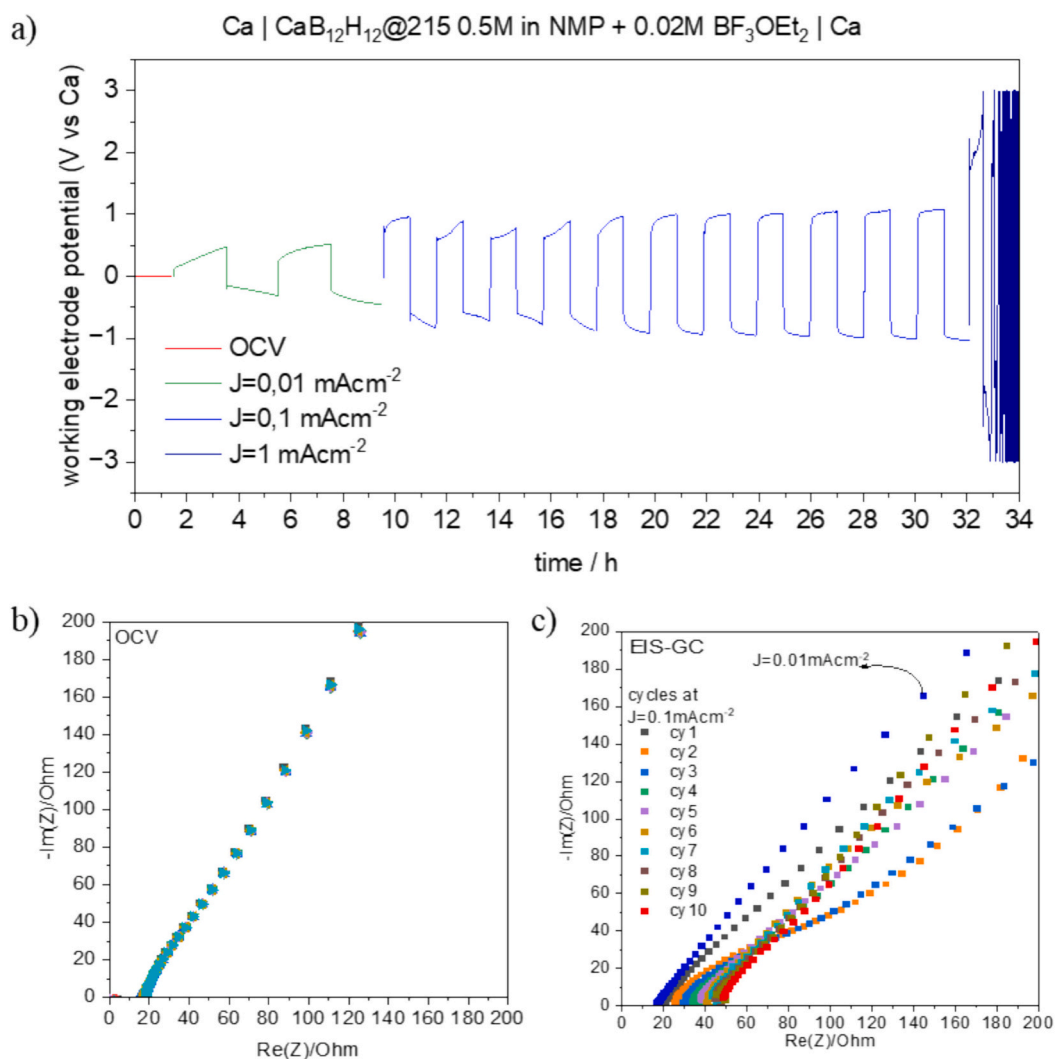 a)
Ca | CaB₁₂H₁₂@215 0.5M in NMP + 0.02M BF₃OEt₂ | Ca
working electrode potential (V vs Ca)
3
2
1
0
−1
−2
−3
OCV
J=0,01 mAcm⁻²
J=0,1 mAcm⁻²
J=1 mAcm⁻²
0 2 4 6 8 10 12 14 16 18 20 22 24 26 28 30 32 34
time / h
b)
OCV
-Im(Z)/Ohm
200
180
160
140
120
100
80
60
40
20
0
0 20 40 60 80 100 120 140 160 180 200
Re(Z)/Ohm
c)
EIS-GC
J=0.01mAcm⁻²
cycles at
J=0.1mAcm⁻²
cy 1
cy 2
cy 3
cy 4
cy 5
cy 6
cy 7
cy 8
cy 9
cy 10
-Im(Z)/Ohm
200
180
160
140
120
100
80
60
40
20
0
0 20 40 60 80 100 120 140 160 180 200
Re(Z)/Ohm